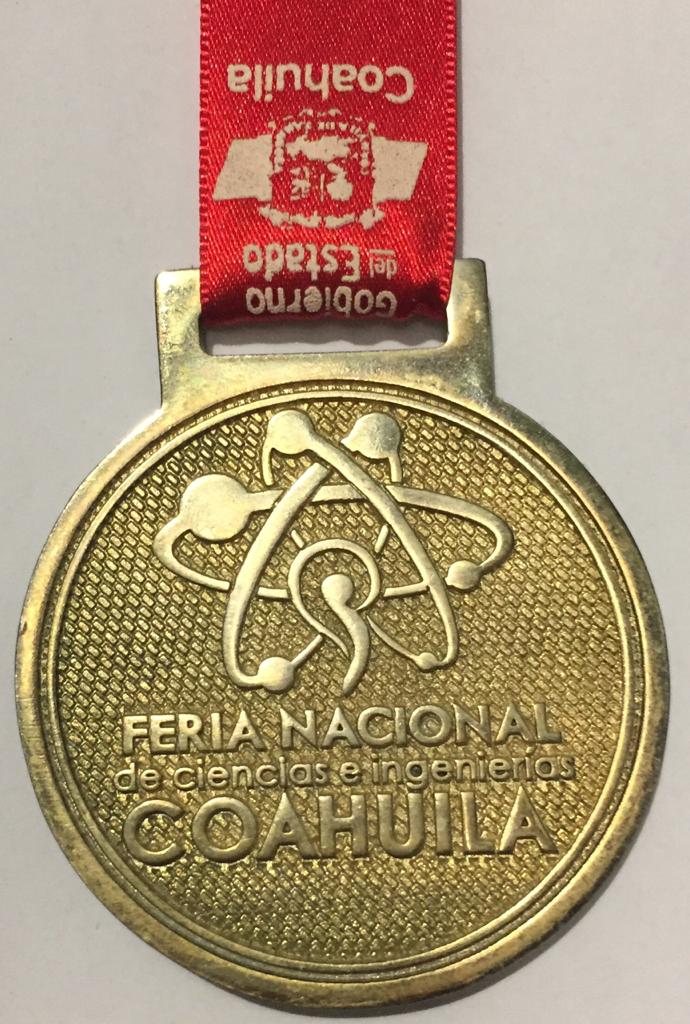 Gobierno
del Estado
Coahuila
FERIA NACIONAL
de ciencias e ingenierías
COAHUILA